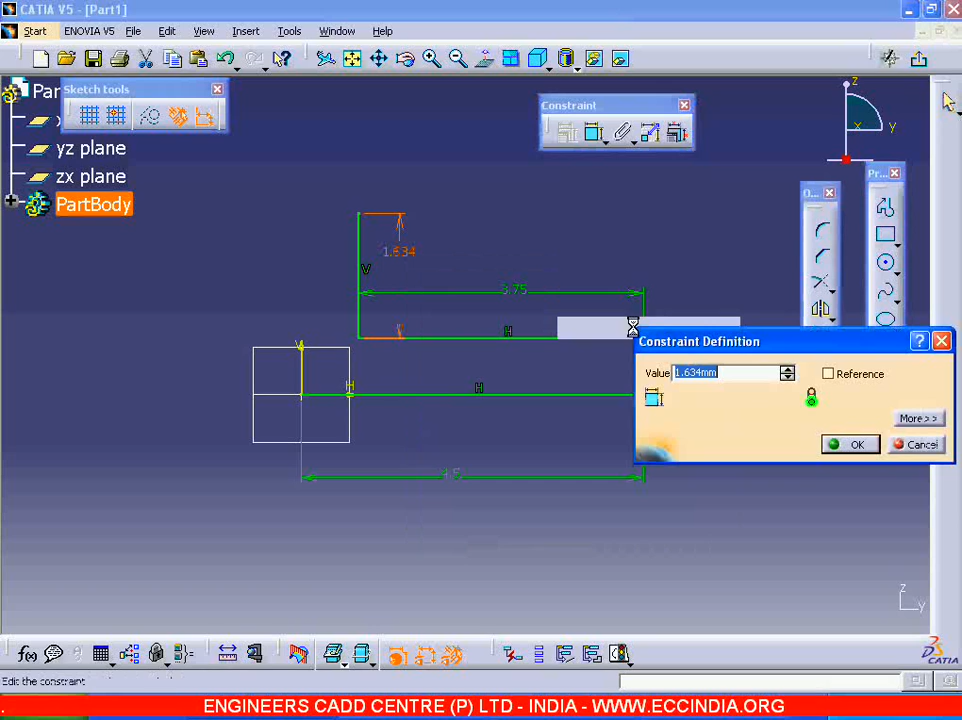 CATIA V5 - [Part1]
Start ENOVIA V5 File Edit View Insert Tools Window Help
Sketch tools
Constraint
Par
yz plane
zx plane
PartBody
z
x
y
O...
Pr...
1.634
V
3.75
H
V
H
H
4.5
Constraint Definition
Value 1.634mm
Reference
More>>
OK
Cancel
z
y
f(x)
CATIA
Edit the constraint
ENGINEERS CADD CENTRE (P) LTD - INDIA - WWW.ECCINDIA.ORG